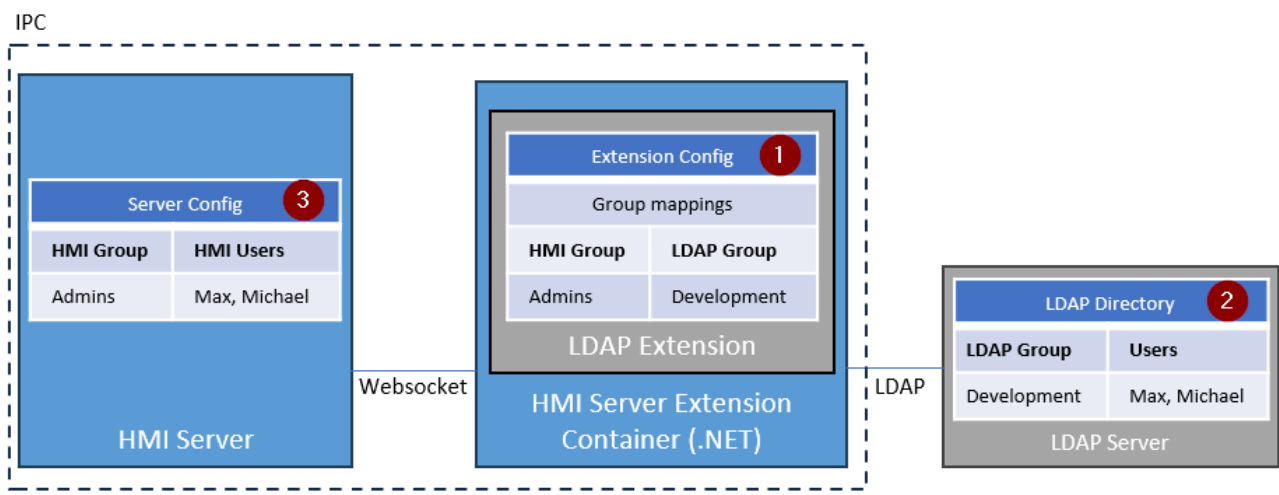 IPC
Server Config 3
HMI Group HMI Users
Admins Max, Michael
HMI Server
Websocket
Extension Config 1
Group mappings
HMI Group LDAP Group
Admins Development
LDAP Extension
HMI Server Extension
Container (.NET)
LDAP
LDAP Directory 2
LDAP Group Users
Development Max, Michael
LDAP Server